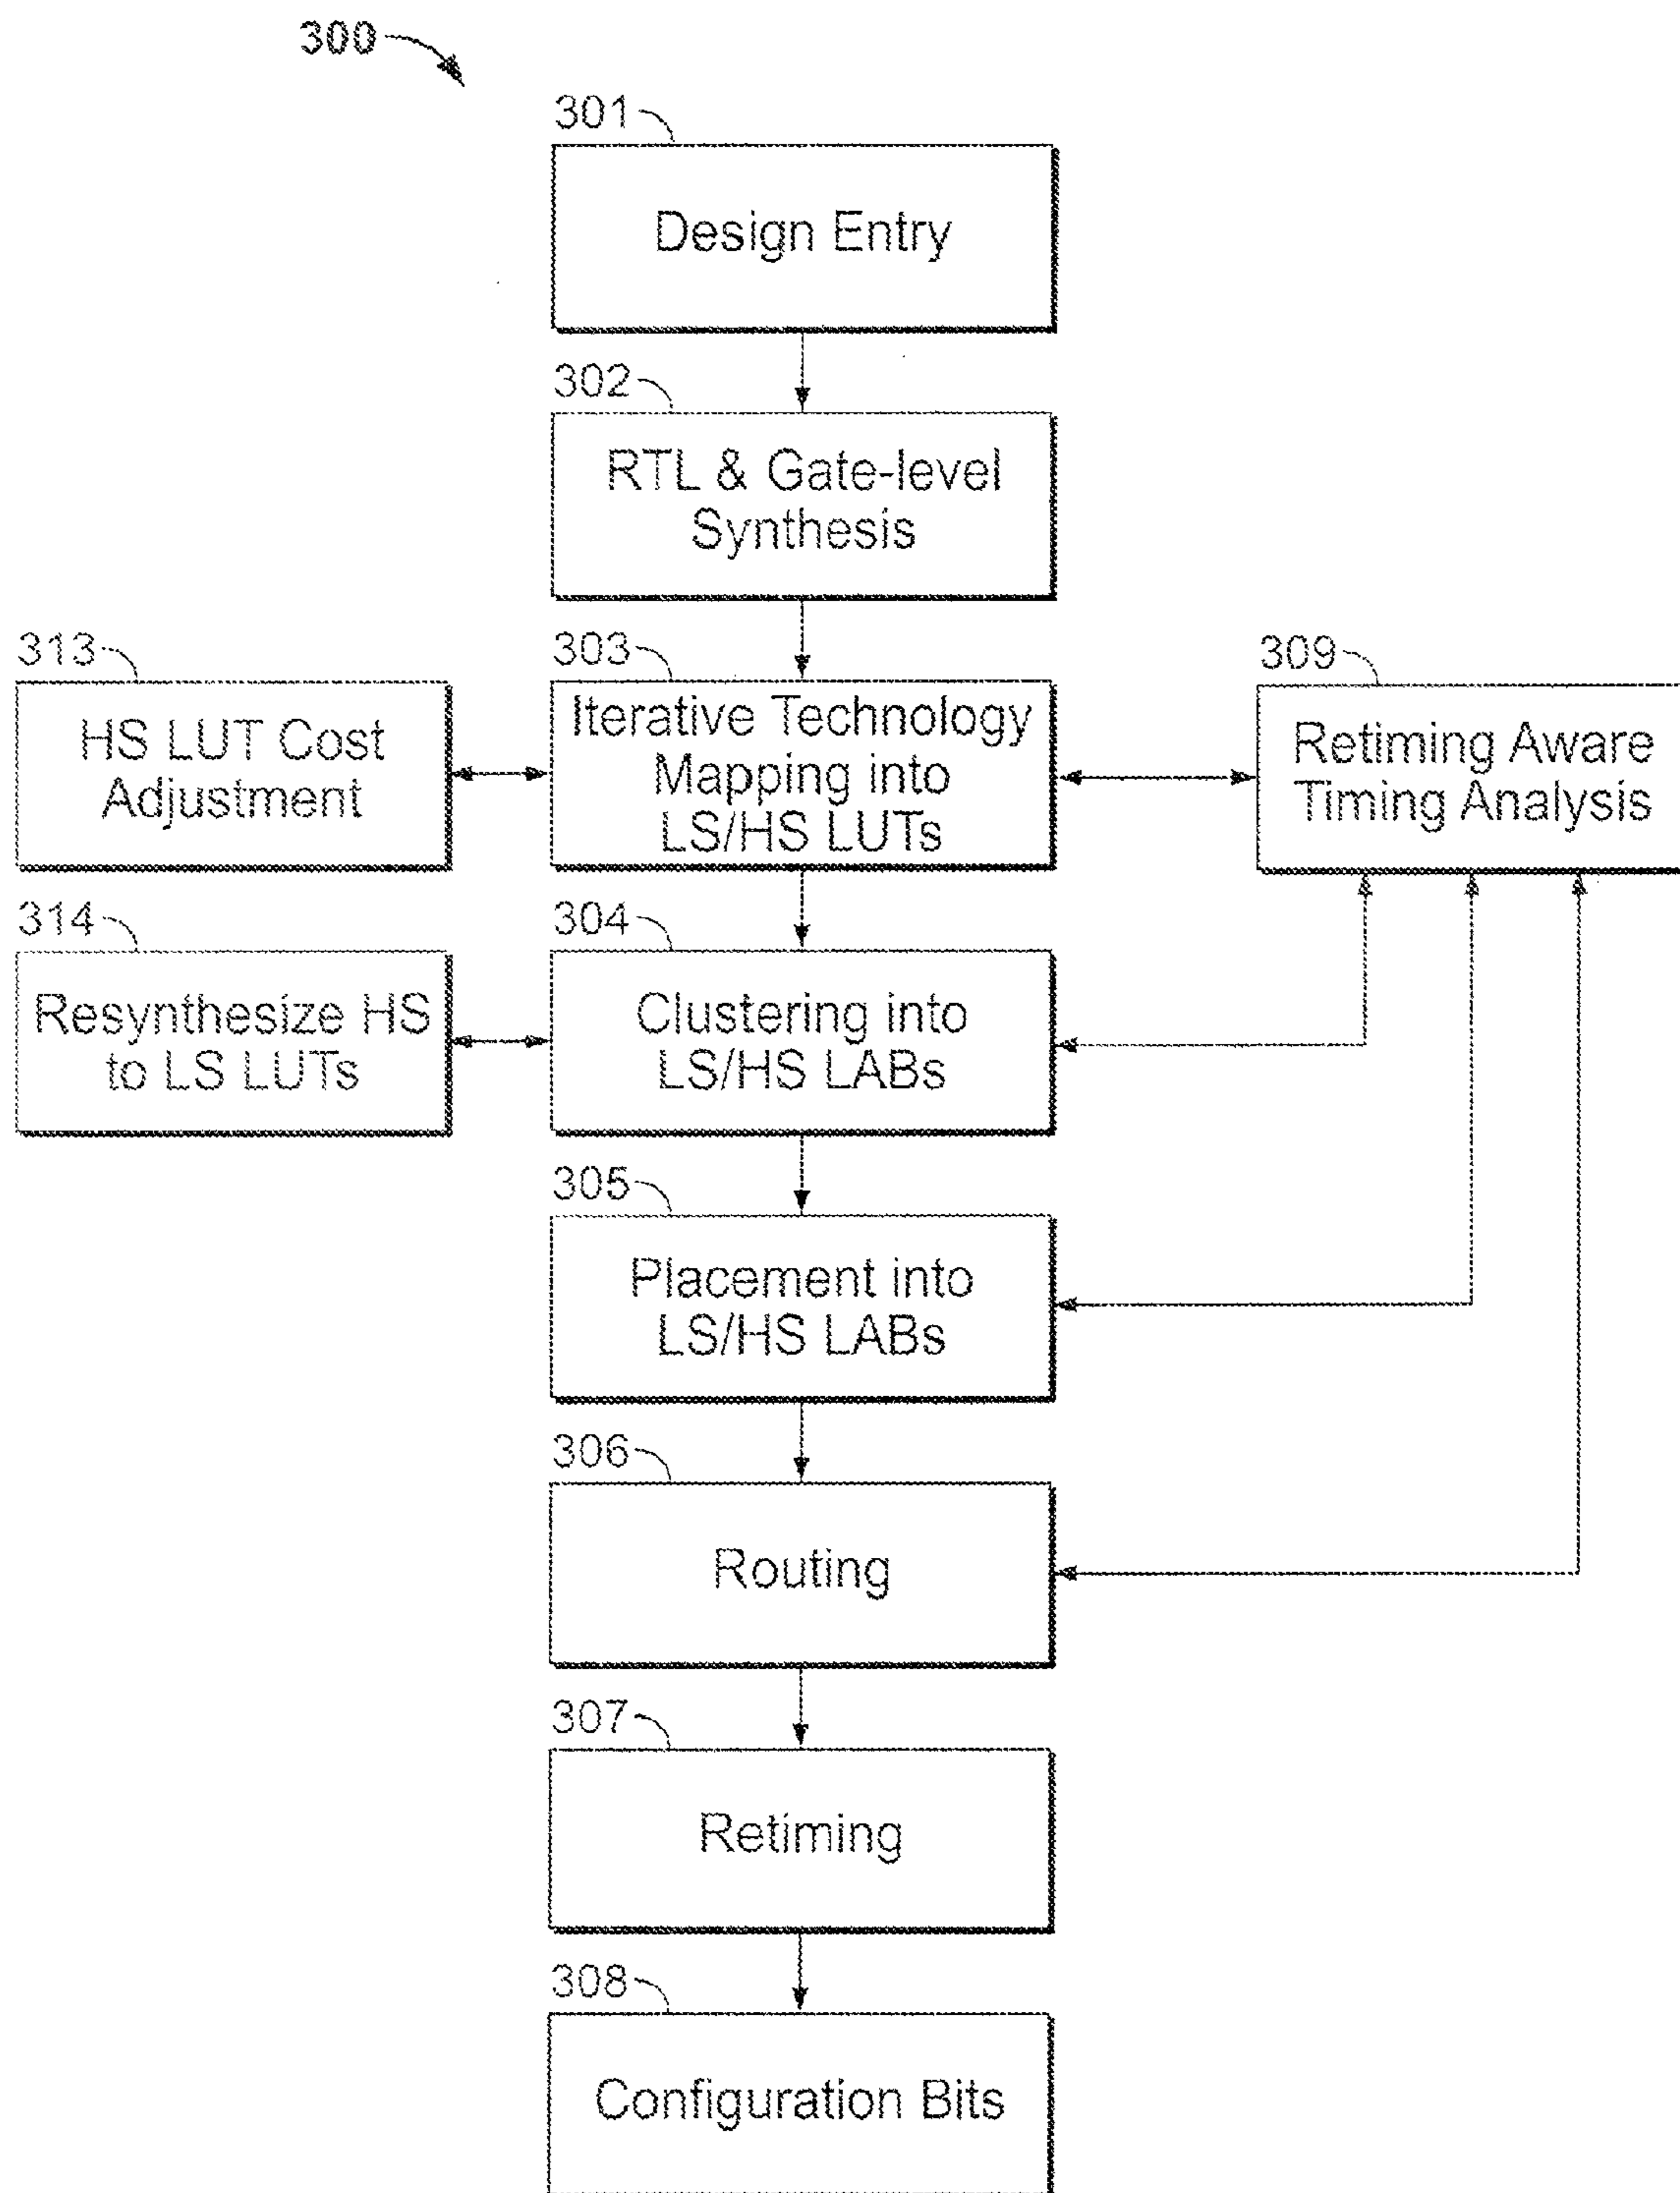 300
301
Design Entry
302
RTL & Gate-level
Synthesis
313
HS LUT Cost
Adjustment
303
Iterative Technology
Mapping into
LS/HS LUTs
309
Retiming Aware
Timing Analysis
314
Resynthesize HS
to LS LUTs
304
Clustering into
LS/HS LABs
305
Placement into
LS/HS LABs
306
Routing
307
Retiming
308
Configuration Bits